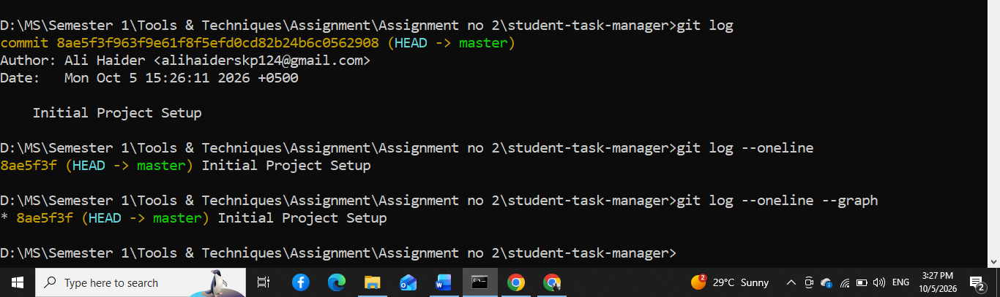 D:\MS\Semester 1\Tools & Techniques\Assignment\Assignment no 2\student-task-manager>git log
commit 8ae5f3f963f9e61f8f5efd0cd82b24b6c0562908 (HEAD -> master)
Author: Ali Haider <alihaiderskp124@gmail.com>
Date:   Mon Oct 5 15:26:11 2026 +0500
    Initial Project Setup
D:\MS\Semester 1\Tools & Techniques\Assignment\Assignment no 2\student-task-manager>git log --oneline
8ae5f3f (HEAD -> master) Initial Project Setup
D:\MS\Semester 1\Tools & Techniques\Assignment\Assignment no 2\student-task-manager>git log --oneline --graph
* 8ae5f3f (HEAD -> master) Initial Project Setup
D:\MS\Semester 1\Tools & Techniques\Assignment\Assignment no 2\student-task-manager>
Type here to search
2
29°C Sunny
ENG
3:27 PM
10/5/2026
2